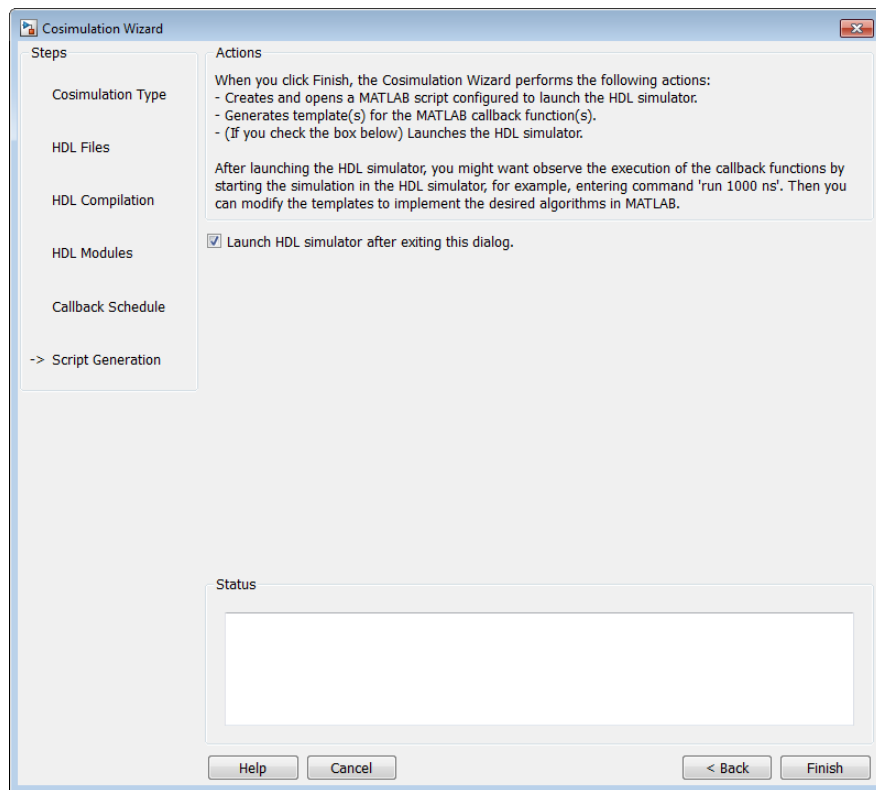 Cosimulation Wizard
Steps
Cosimulation Type
HDL Files
HDL Compilation
HDL Modules
Callback Schedule
-> Script Generation
Actions
When you click Finish, the Cosimulation Wizard performs the following actions:
- Creates and opens a MATLAB script configured to launch the HDL simulator.
- Generates template(s) for the MATLAB callback function(s).
- (If you check the box below) Launches the HDL simulator.
After launching the HDL simulator, you might want observe the execution of the callback functions by
starting the simulation in the HDL simulator, for example, entering command 'run 1000 ns'. Then you
can modify the templates to implement the desired algorithms in MATLAB.
Launch HDL simulator after exiting this dialog.
Status
Help
Cancel
< Back
Finish